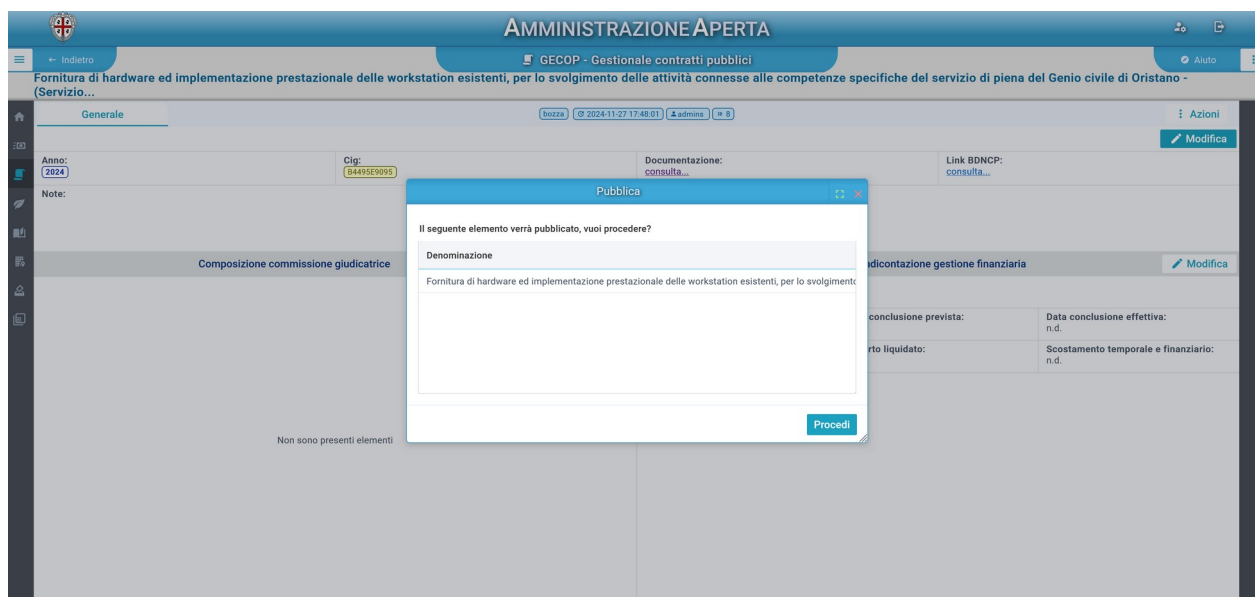 AMMINISTRAZIONE APERTA
← Indietro
GECOP - Gestionale contratti pubblici
Aiuto
Fornitura di hardware ed implementazione prestazionale delle workstation esistenti, per lo svolgimento delle attività connesse alle competenze specifiche del servizio di piena del Genio civile di Oristano -
(Servizio...
Generale
bozza
2024-11-27 17:48:01
admins
8
Azioni
Modifica
Anno:
2024
Cig:
B4495E9095
Documentazione:
consulta...
Link BDNCP:
consulta...
Note:
Pubblica
Il seguente elemento verrà pubblicato, vuoi procedere?
Denominazione
Fornitura di hardware ed implementazione prestazionale delle workstation esistenti, per lo svolgimento
Procedi
Composizione commissione giudicatrice
Non sono presenti elementi
dicontazione gestione finanziaria
Modifica
conclusione prevista:
Data conclusione effettiva:
n.d.
rto liquidato:
Scostamento temporale e finanziario:
n.d.